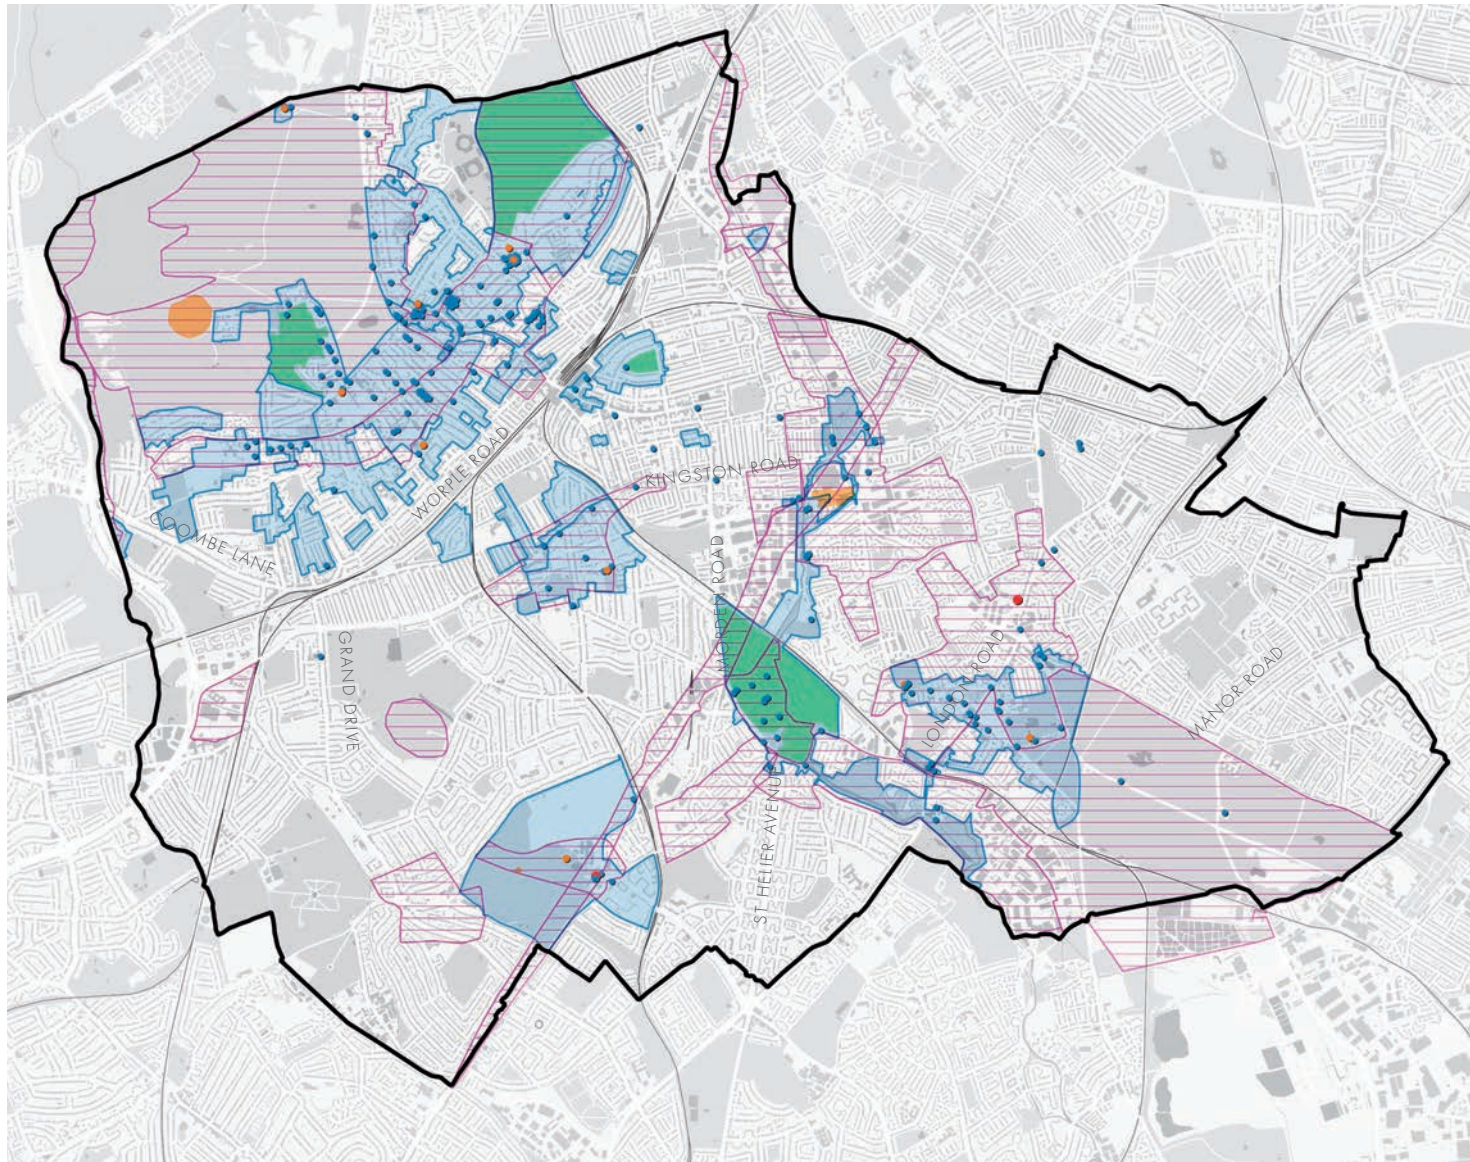 WORPLE ROAD
KINGSTON ROAD
COOMBE LANE
MORDEN ROAD
GRAND DRIVE
LONDON ROAD
MANOR ROAD
ST HELIER AVENUE